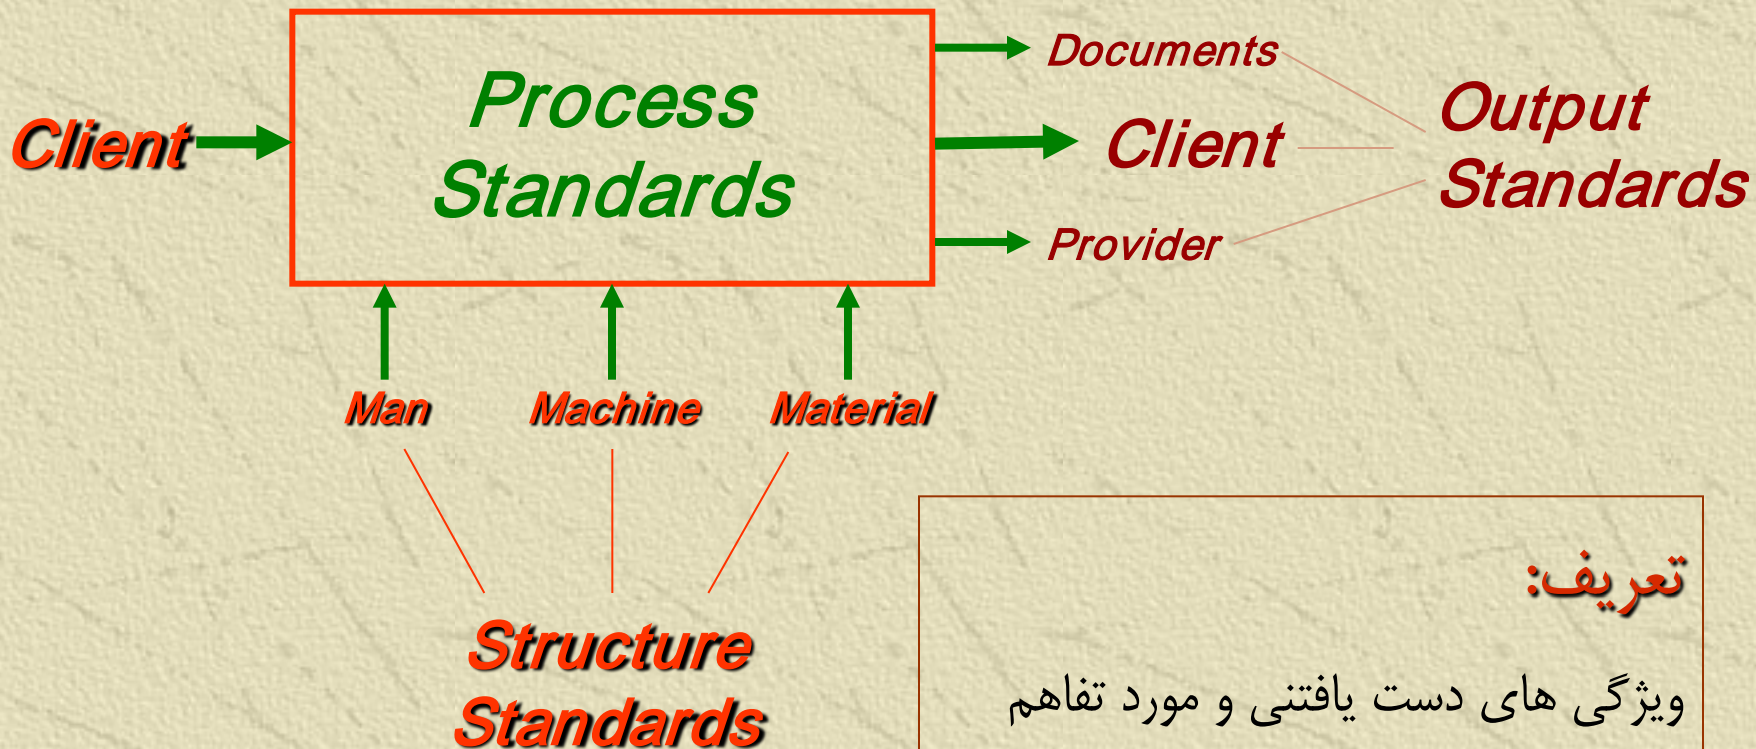 Process
Standards
Client
Documents
Client
Provider
Output
Standards
Man
Machine
Material
Structure
Standards
تعریف:
ویژگی های دست یافتنی و مورد تفاهم